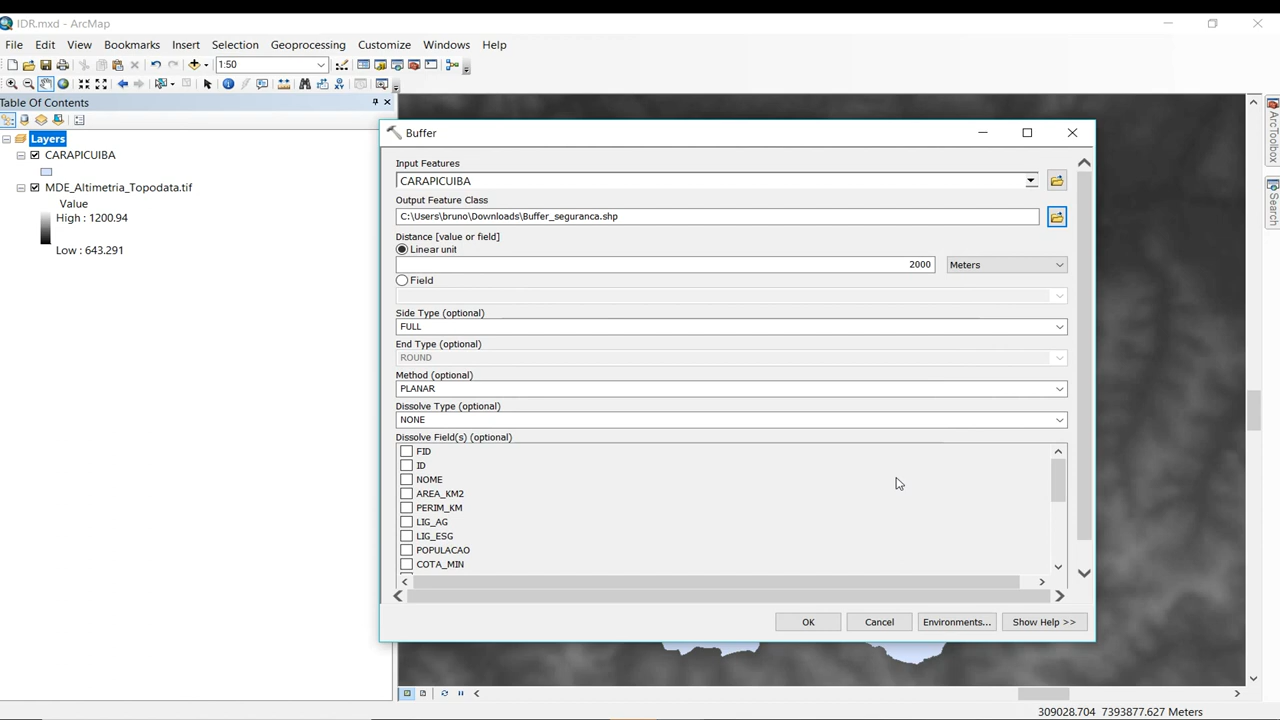 IDR.mxd - ArcMap
File Edit View Bookmarks Insert Selection Geoprocessing Customize Windows Help
1:50
Table Of Contents
Layers
CARAPICUIBA
MDE_Altimetria_Topodata.tif
Value
High : 1200.94
Low : 643.291
Buffer
Input Features
CARAPICUIBA
Output Feature Class
C:\Users\bruno\Downloads\Buffer_seguranca.shp
Distance [value or field]
Linear unit
2000 Meters
Field
Side Type (optional)
FULL
End Type (optional)
ROUND
Method (optional)
PLANAR
Dissolve Type (optional)
NONE
Dissolve Field(s) (optional)
FID
ID
NOME
AREA_KM2
PERIM_KM
LIG_AG
LIG_ESG
POPULACAO
COTA_MIN
OK Cancel Environments... Show Help >>
ArcToolbox
Search
309028.704 7393877.627 Meters